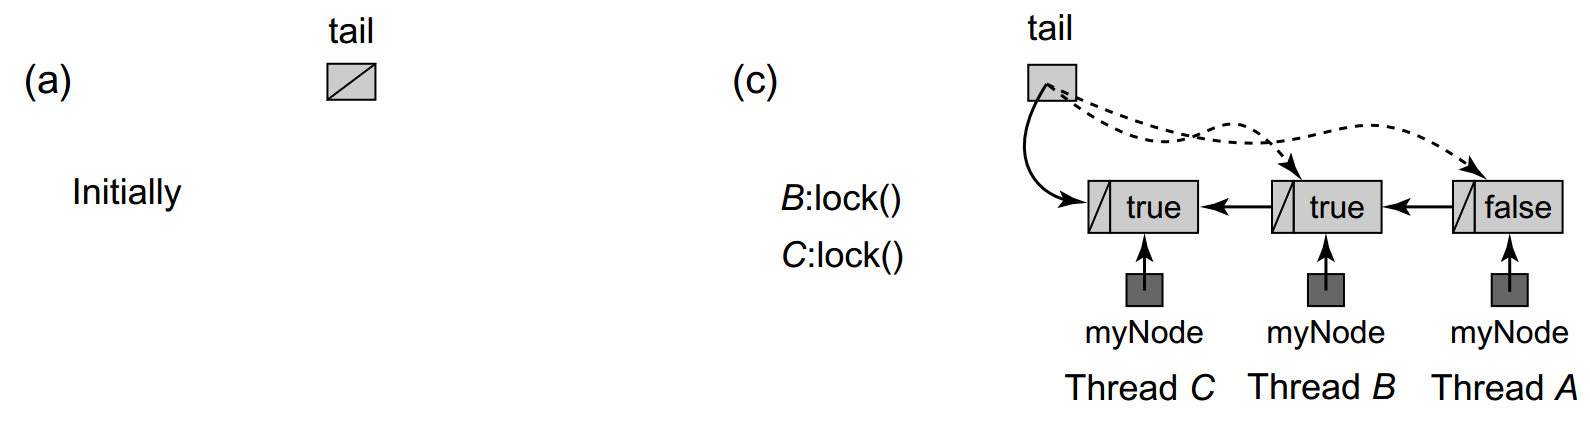 (a)
tail
Initially
(c)
tail
B:lock()
C:lock()
true
true
false
myNode
myNode
myNode
Thread C
Thread B
Thread A